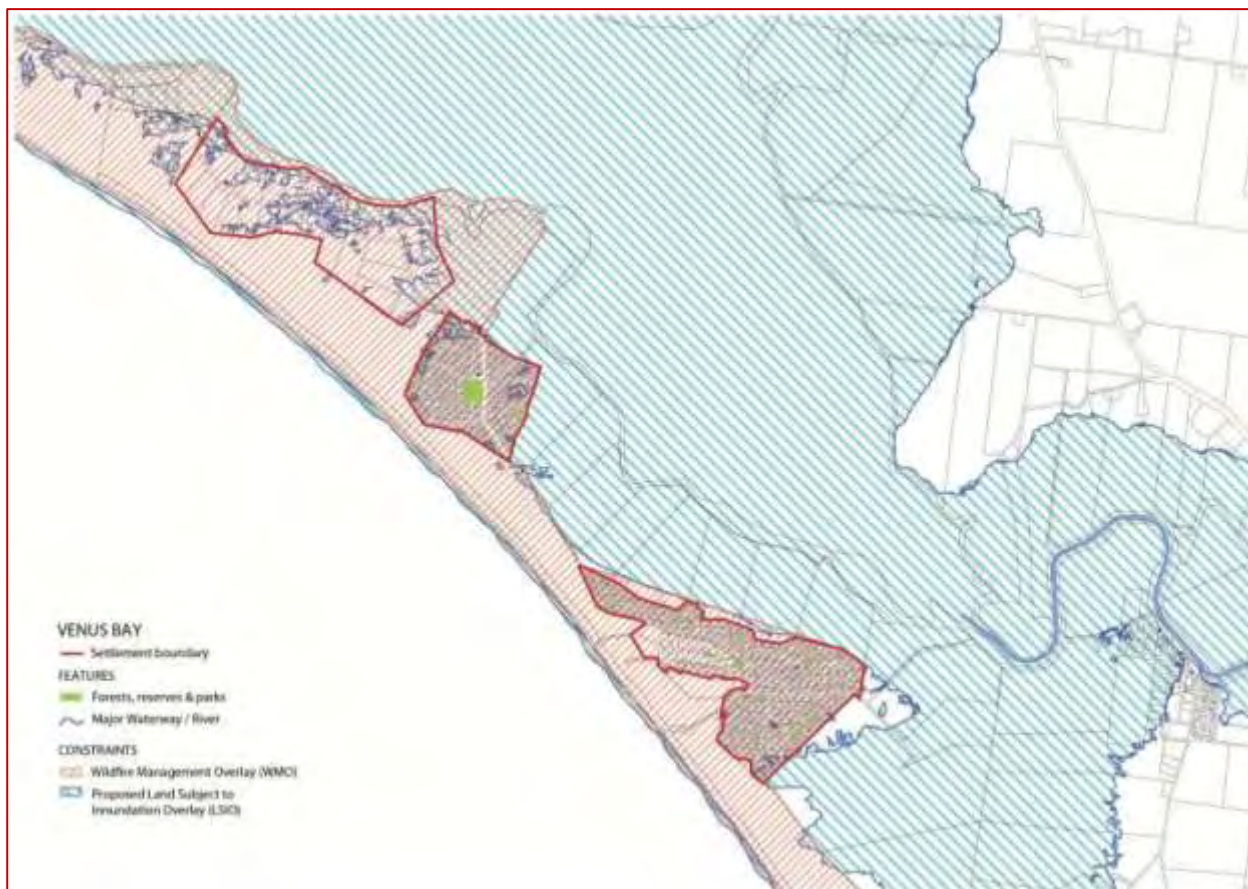 VENUS BAY
Settlement boundary
FEATURES
Forests, reserves & parks
Major Waterway / River
CONSTRAINTS
Wildfire Management Overlay (WMO)
Proposed Land Subject to
Innundation Overlay (LSIO)